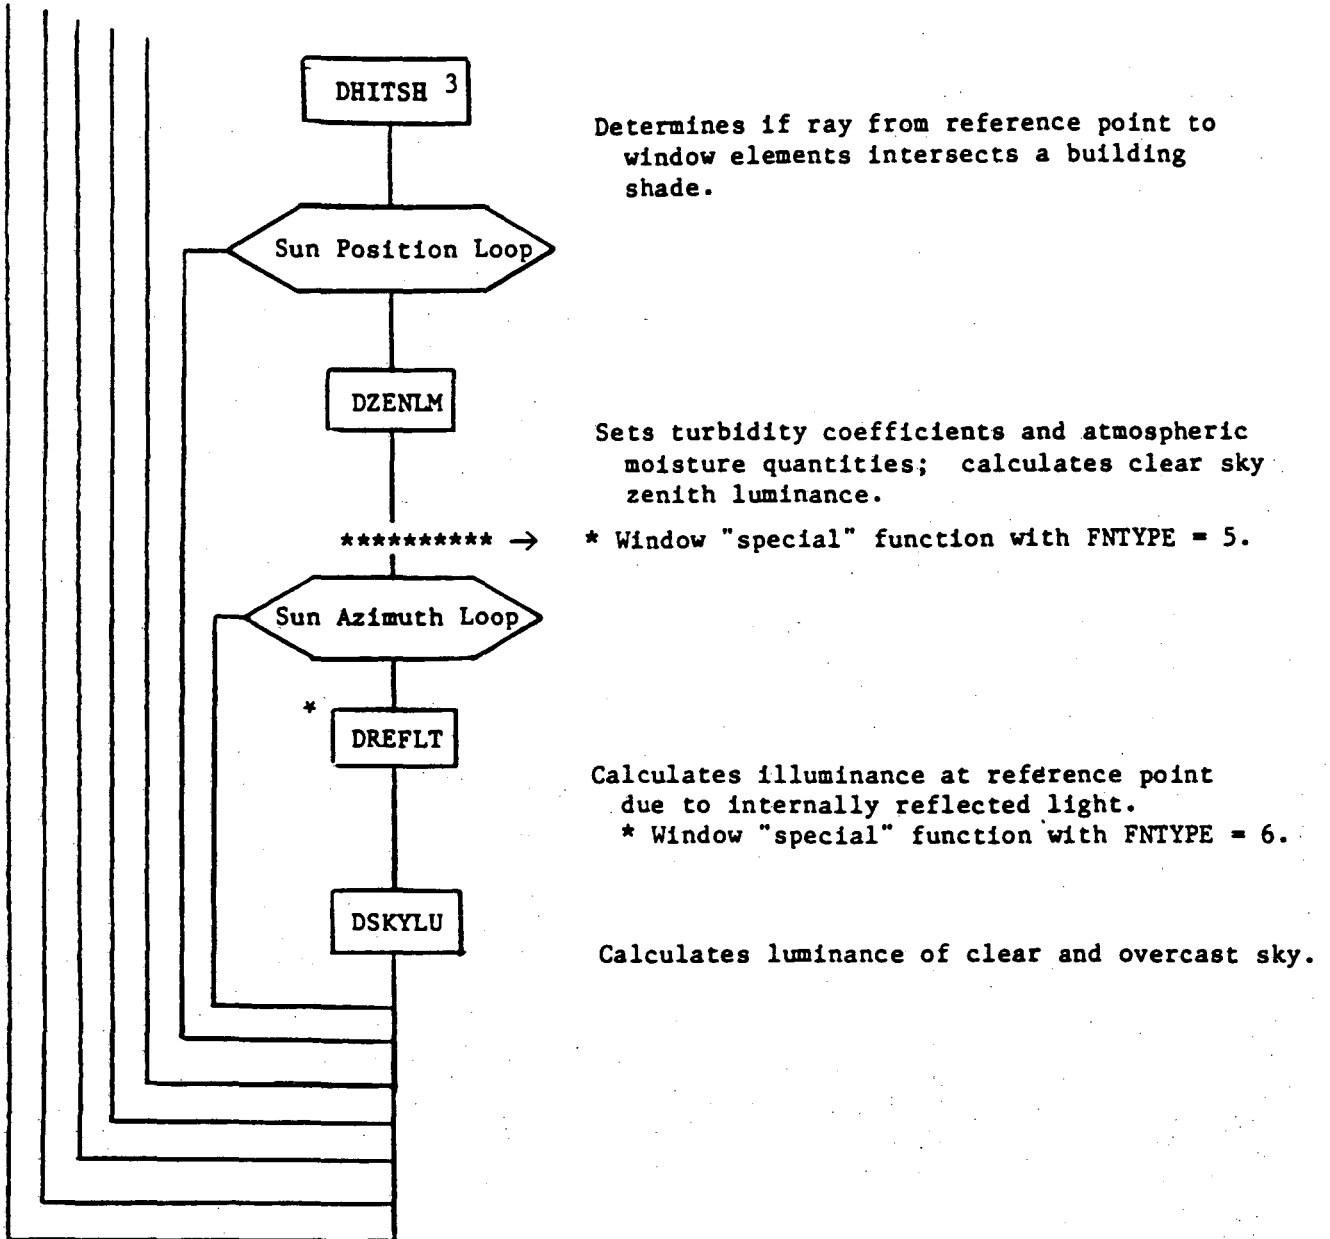 DHITSH 3
Determines if ray from reference point to
window elements intersects a building
shade.
Sun Position Loop
DZENLM
Sets turbidity coefficients and atmospheric
moisture quantities; calculates clear sky
zenith luminance.
********** → * Window "special" function with FNTYPE = 5.
Sun Azimuth Loop
*
DREFLT
Calculates illuminance at reference point
due to internally reflected light.
* Window "special" function with FNTYPE = 6.
DSKYLU
Calculates luminance of clear and overcast sky.